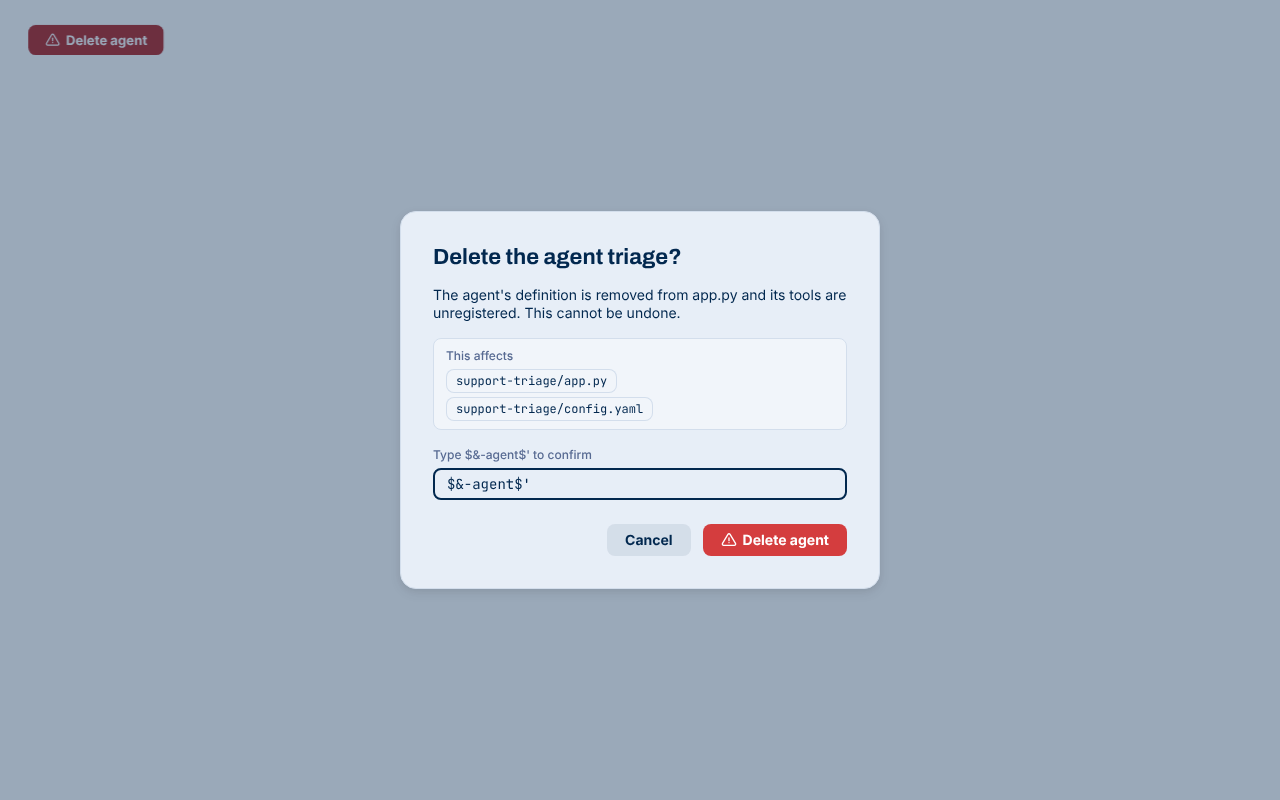 Delete agent
Delete the agent triage?
The agent's definition is removed from app.py and its tools are
unregistered. This cannot be undone.
This affects
support-triage/app.py
support-triage/config.yaml
Type $&-agent$' to confirm
$&-agent$'
Cancel
Delete agent